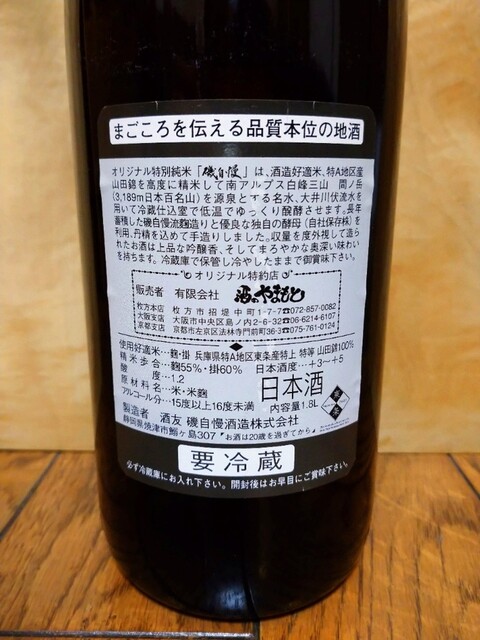 まごころを伝える品質本位の地酒
オリジナル特別純米「磯自慢」は、酒造好適米、特A地区産
山田錦を高度に精米して南アルプス白峰三山 間ノ岳
(3,189m日本百名山)を源泉とする名水、大井川伏流水を
用いて冷蔵仕込室で低温でゆっくり醗酵させます。長年
蓄積した磯自慢流麹造りと優良な独自の酵母(自社保存株)を
利用、丹精を込めて手造りしました。収量を度外視して造ら
れたお酒は上品な吟醸香、そしてまろやかな奥深い味わい
を持ちます。冷蔵庫で保管し冷やしたままで御賞味下さい。
オリジナル特約店
販売者 有限会社 酒のやまもと
枚方本店 枚方市招堤中町1-7-7☎072-857-0082
大阪支店 大阪市中央区島ノ内2-6-32☎06-6214-6107
京都支店 京都市左京区法林寺門前町36-3☎075-761-0124
使用好適米…麹・掛 兵庫県特A地区東条産特上 特等 山田錦100%
精米歩合…麹55%・掛60% 日本酒度…+3~+5
酸度…1.2
原材料名…米・米麹
アルコール分…15度以上16度未満
日本酒
内容量1.8L
製造者 酒友 磯自慢酒造株式会社
静岡県焼津市鰯ヶ島307 『お酒は20歳を過ぎてから』
要冷蔵
必ず冷蔵庫にお入れ下さい。開封後はお早目にご賞味下さい。